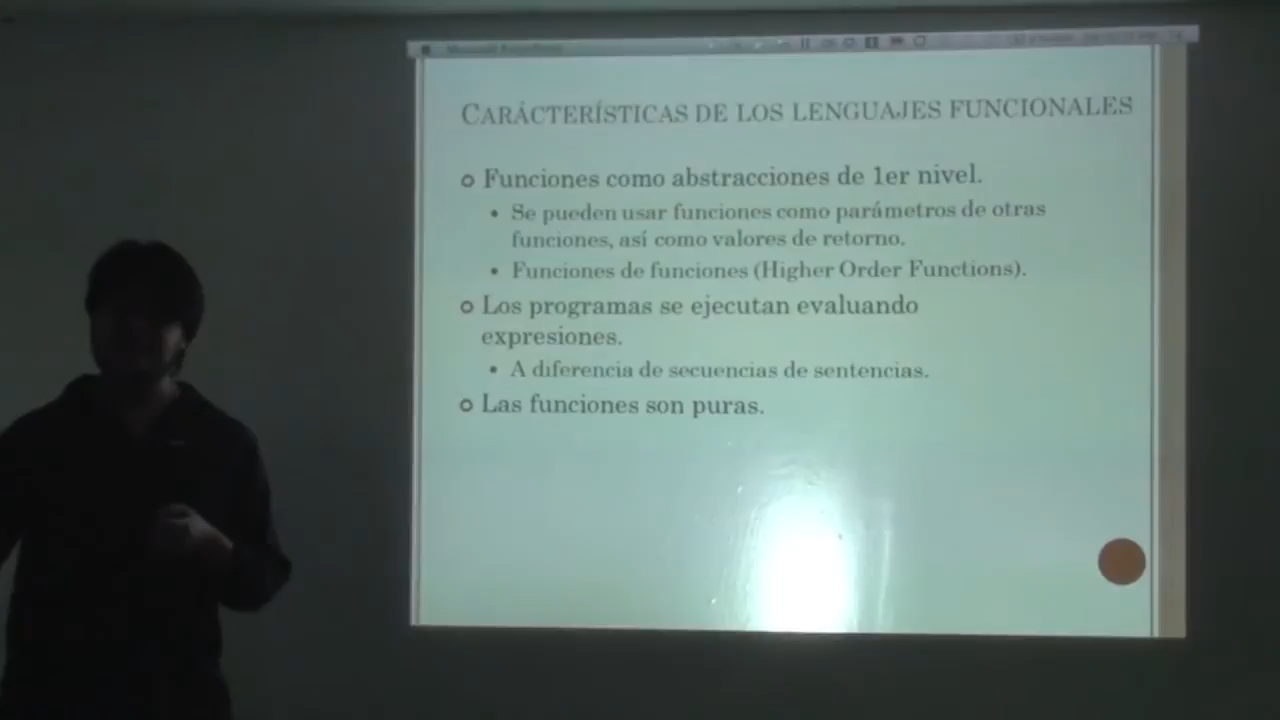 CARÁCTERÍSTICAS DE LOS LENGUAJES FUNCIONALES
Funciones como abstracciones de 1er nivel.
Se pueden usar funciones como parámetros de otras
funciones, así como valores de retorno.
Funciones de funciones (Higher Order Functions).
Los programas se ejecutan evaluando
expresiones.
A diferencia de secuencias de sentencias.
Las funciones son puras.